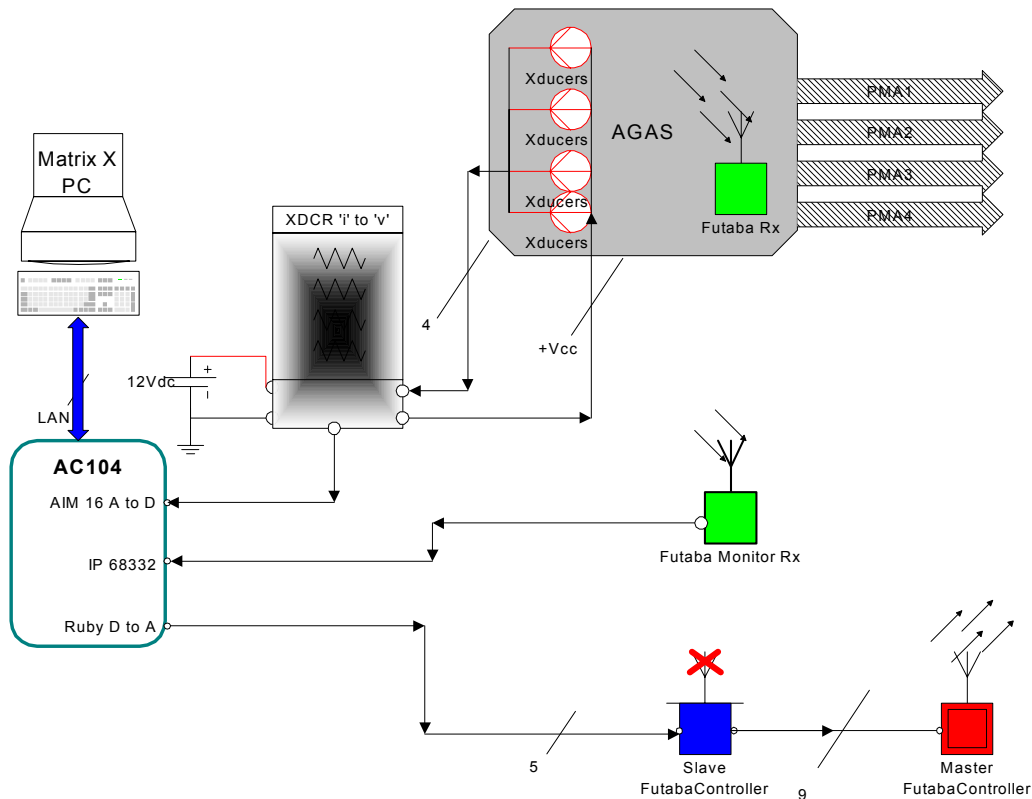 Xducers
Xducers
Xducers
Xducers
AGAS
Futaba Rx
PMA1
PMA2
PMA3
PMA4
Matrix X
PC
XDCR 'i' to 'v'
4
+Vcc
12Vdc
+
–
LAN
AC104
AIM 16 A to D
IP 68332
Ruby D to A
Futaba Monitor Rx
5
Slave
FutabaController
9
Master
FutabaController